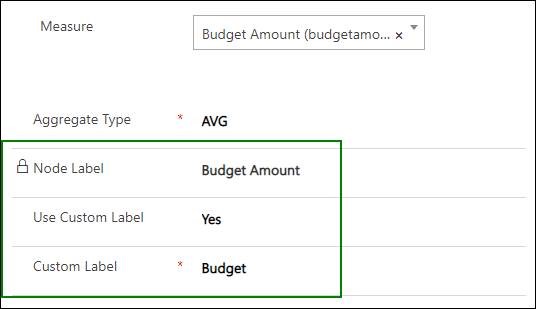 Measure Budget Amount (budgetamo... ×
Aggregate Type * AVG
Node Label Budget Amount
Use Custom Label Yes
Custom Label * Budget